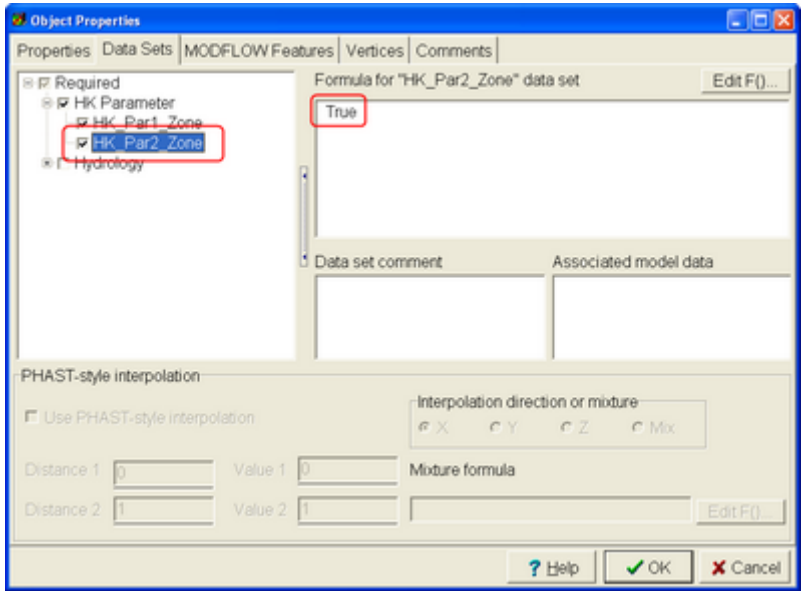 Object Properties
Properties Data Sets MODFLOW Features Vertices Comments
Required
HK Parameter
HK_Par1_Zone
HK_Par2_Zone
Hydrology
Formula for "HK_Par2_Zone" data set
Edit F()...
True
Data set comment
Associated model data
PHAST-style interpolation
Use PHAST-style interpolation
Interpolation direction or mixture
X Y Z Mix
Distance 1 0 Value 1 0
Mixture formula
Distance 2 1 Value 2 1
Edit F()...
? Help OK Cancel